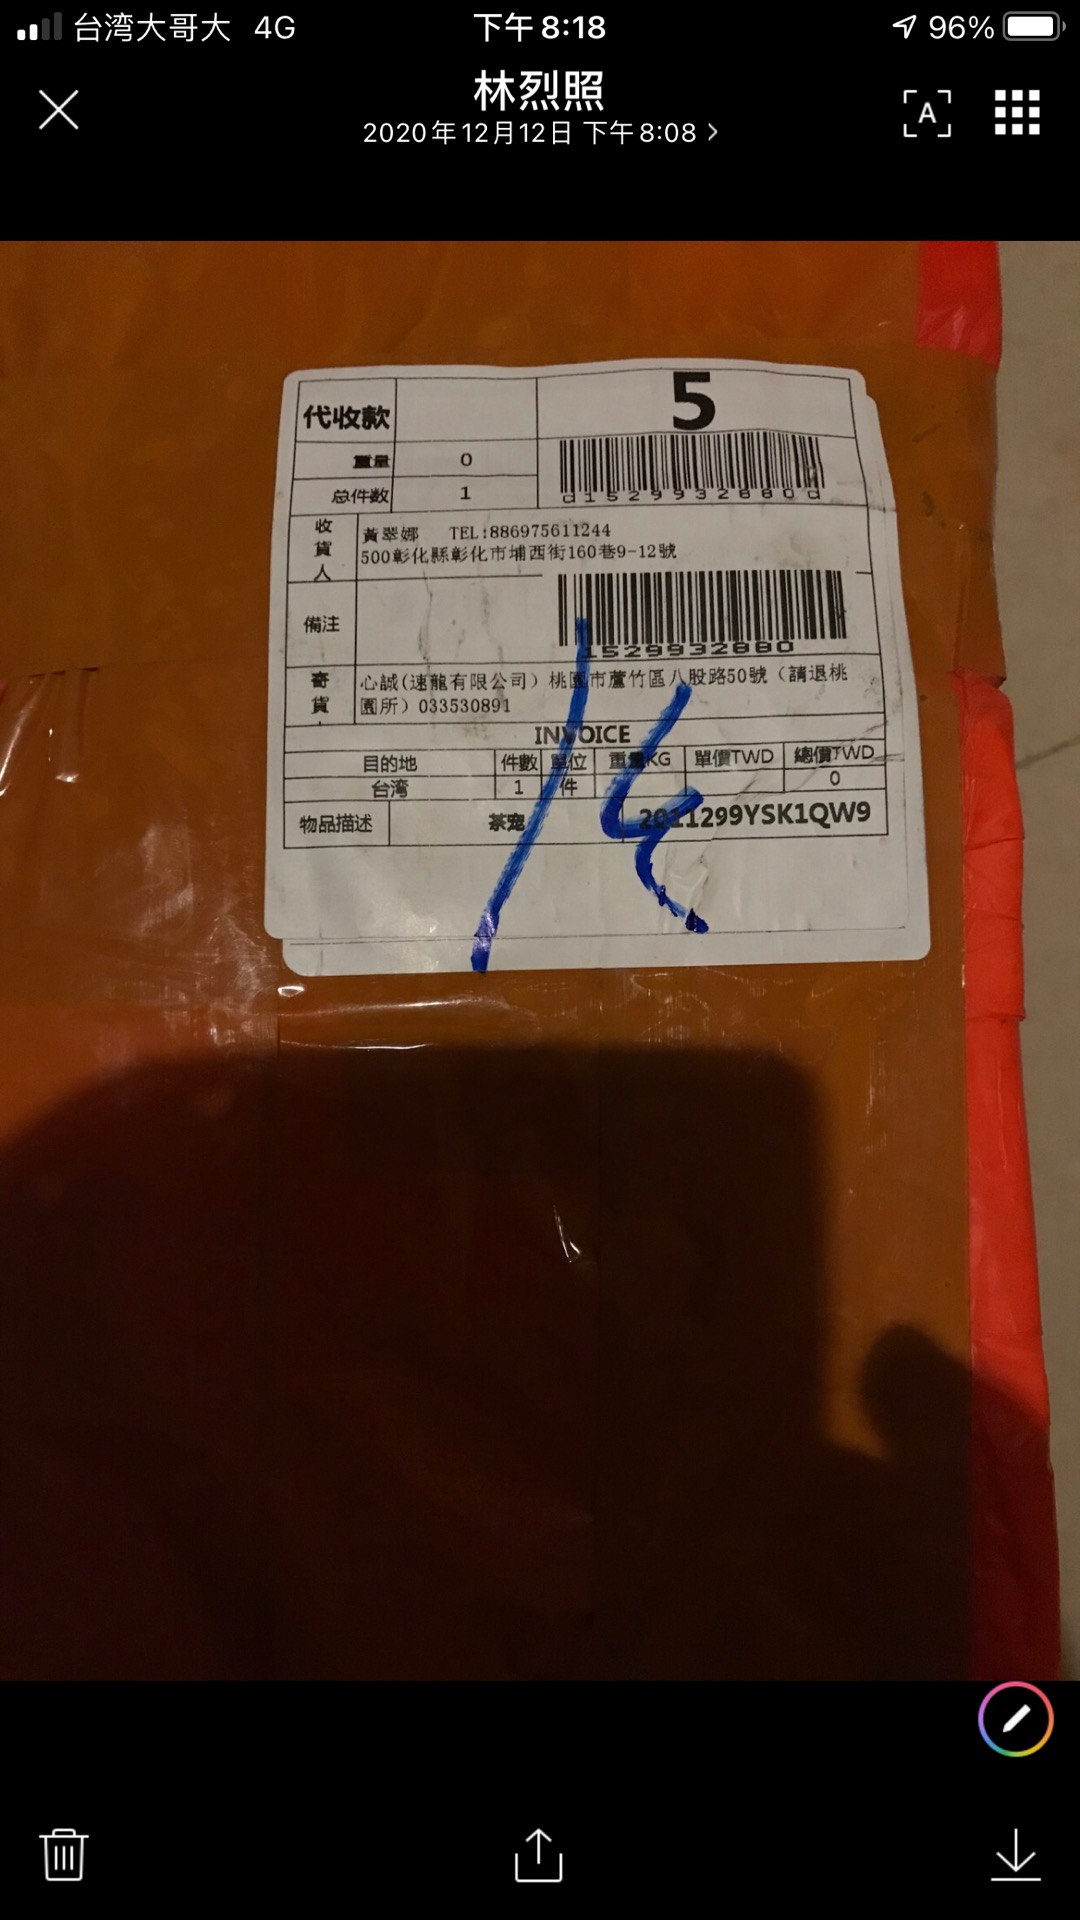 台湾大哥大 4G 下午8:18 96%
林烈照
2020年12月12日 下午8:08
A
代收款 5
重量 0
d1529932880d
总件数 1
收貨人 黃翠娜 TEL:886975611244
500彰化縣彰化市埔西街160巷9-12號
備注
1529932880
寄貨 心誠(速龍有限公司)桃園市蘆竹區八股路50號(請退桃
園所)033530891
INVOICE
目的地 件數 單位 重量KG 單價TWD 總價TWD
台湾 1 件 0
物品描述 茶宠 2011299YSK1QW9